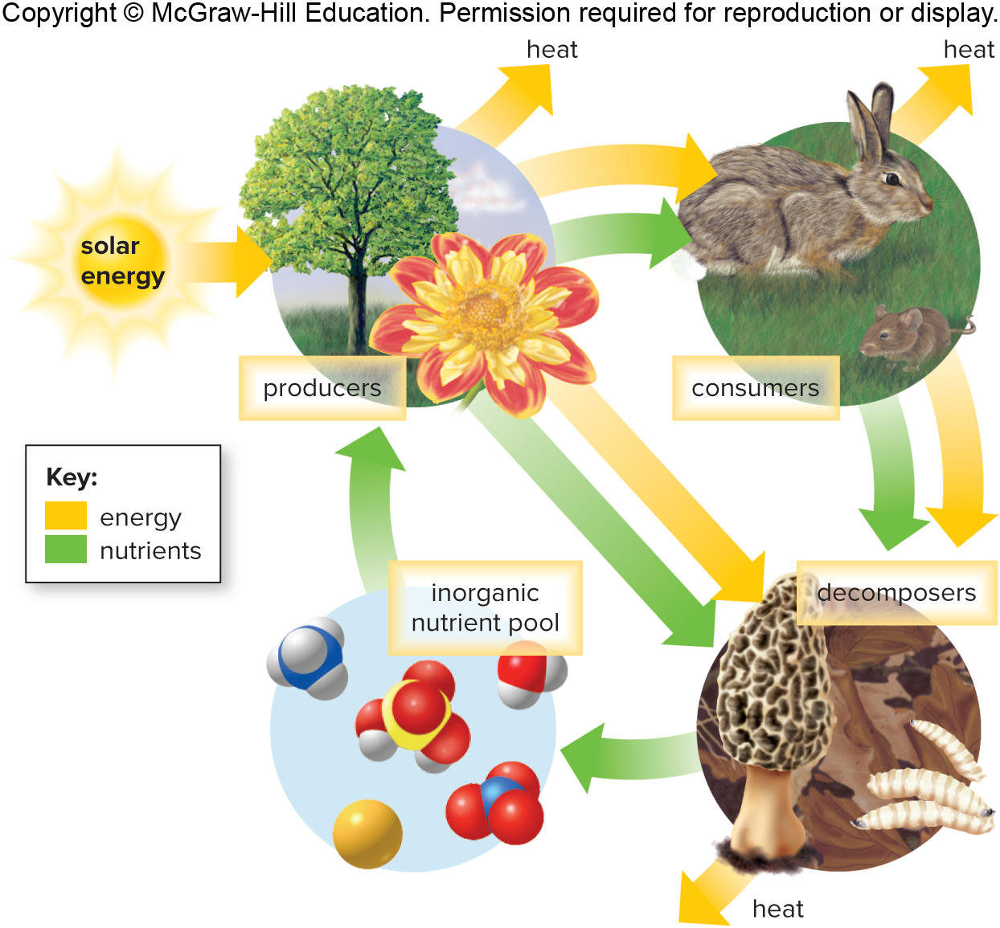 Copyright © McGraw-Hill Education. Permission required for reproduction or display.
heat
heat
solar
energy
producers
consumers
Key:
energy
nutrients
inorganic
nutrient pool
decomposers
heat